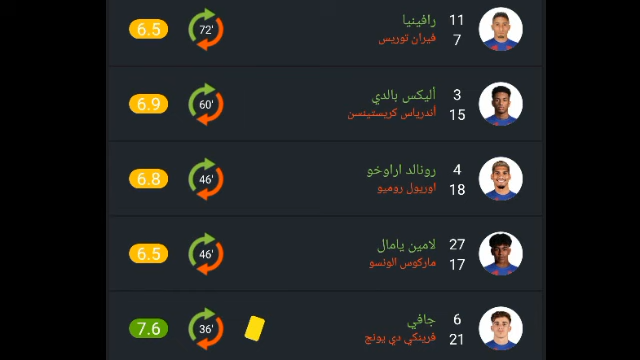 رافينيا 11 72' 6.5
فيران توريس 7
أليكس بالدي 3 60' 6.9
أندرياس كريستينسن 15
رونالد اراوخو 4 46' 6.8
اوريول روميو 18
لامين يامال 27 46' 6.5
ماركوس الونسو 17
جافي 6 36' 7.6
فرينكي دي يونج 21